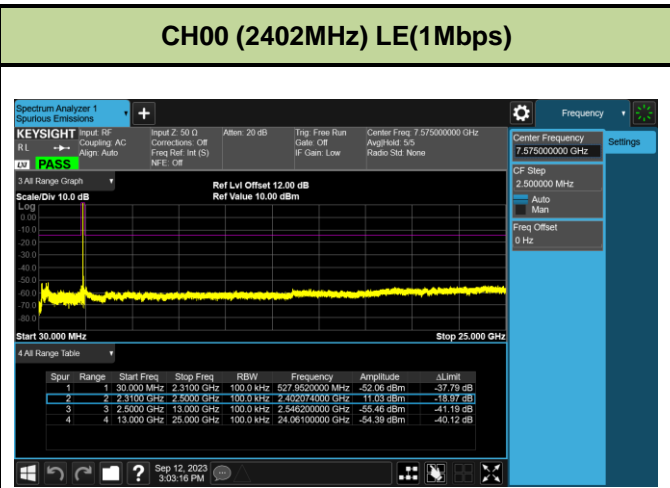 CH00 (2402MHz) LE(1Mbps)
Spectrum Analyzer 1
Spurious Emissions
+
Frequency
KEYSIGHT Input: RF Input Z: 50 Ω Atten: 20 dB Trig: Free Run Center Freq: 7.575000000 GHz
RL Coupling: AC Corrections: Off Gate: Off Avg|Hold: 5/5
Align: Auto Freq Ref: Int (S) IF Gain: Low Radio Std: None
LXI PASS NFE: Off
Center Frequency
7.575000000 GHz
Settings
CF Step
2.500000 MHz
Auto
Man
Freq Offset
0 Hz
3 All Range Graph
Ref Lvl Offset 12.00 dB
Scale/Div 10.0 dB Ref Value 10.00 dBm
Log
0.00
-10.0
-20.0
-30.0
-40.0
-50.0
-60.0
-70.0
-80.0
Start 30.000 MHz Stop 25.000 GHz
4 All Range Table
Spur Range Start Freq Stop Freq RBW Frequency Amplitude ΔLimit
1 1 30.000 MHz 2.3100 GHz 100.0 kHz 527.9520000 MHz -52.06 dBm -37.79 dB
2 2 2.3100 GHz 2.5000 GHz 100.0 kHz 2.402074000 GHz 11.03 dBm -18.97 dB
3 3 2.5000 GHz 13.000 GHz 100.0 kHz 2.546200000 GHz -55.46 dBm -41.19 dB
4 4 13.000 GHz 25.000 GHz 100.0 kHz 24.06100000 GHz -54.39 dBm -40.12 dB
? Sep 12, 2023
3:03:16 PM